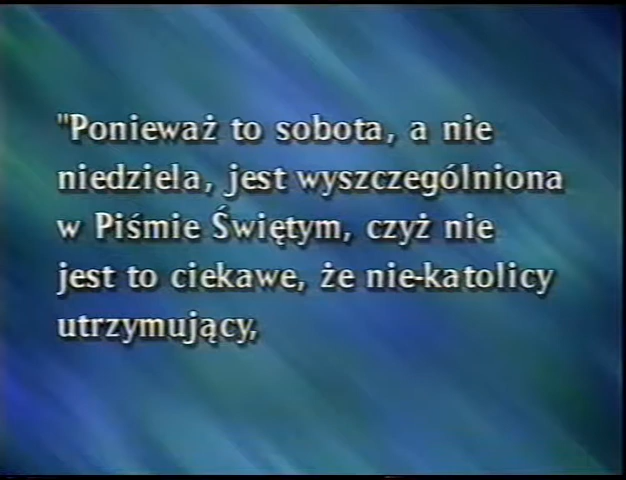 "Ponieważ to sobota, a nie
niedziela, jest wyszczególniona
w Piśmie Świętym, czyż nie
jest to ciekawe, że nie-katolicy
utrzymujący,